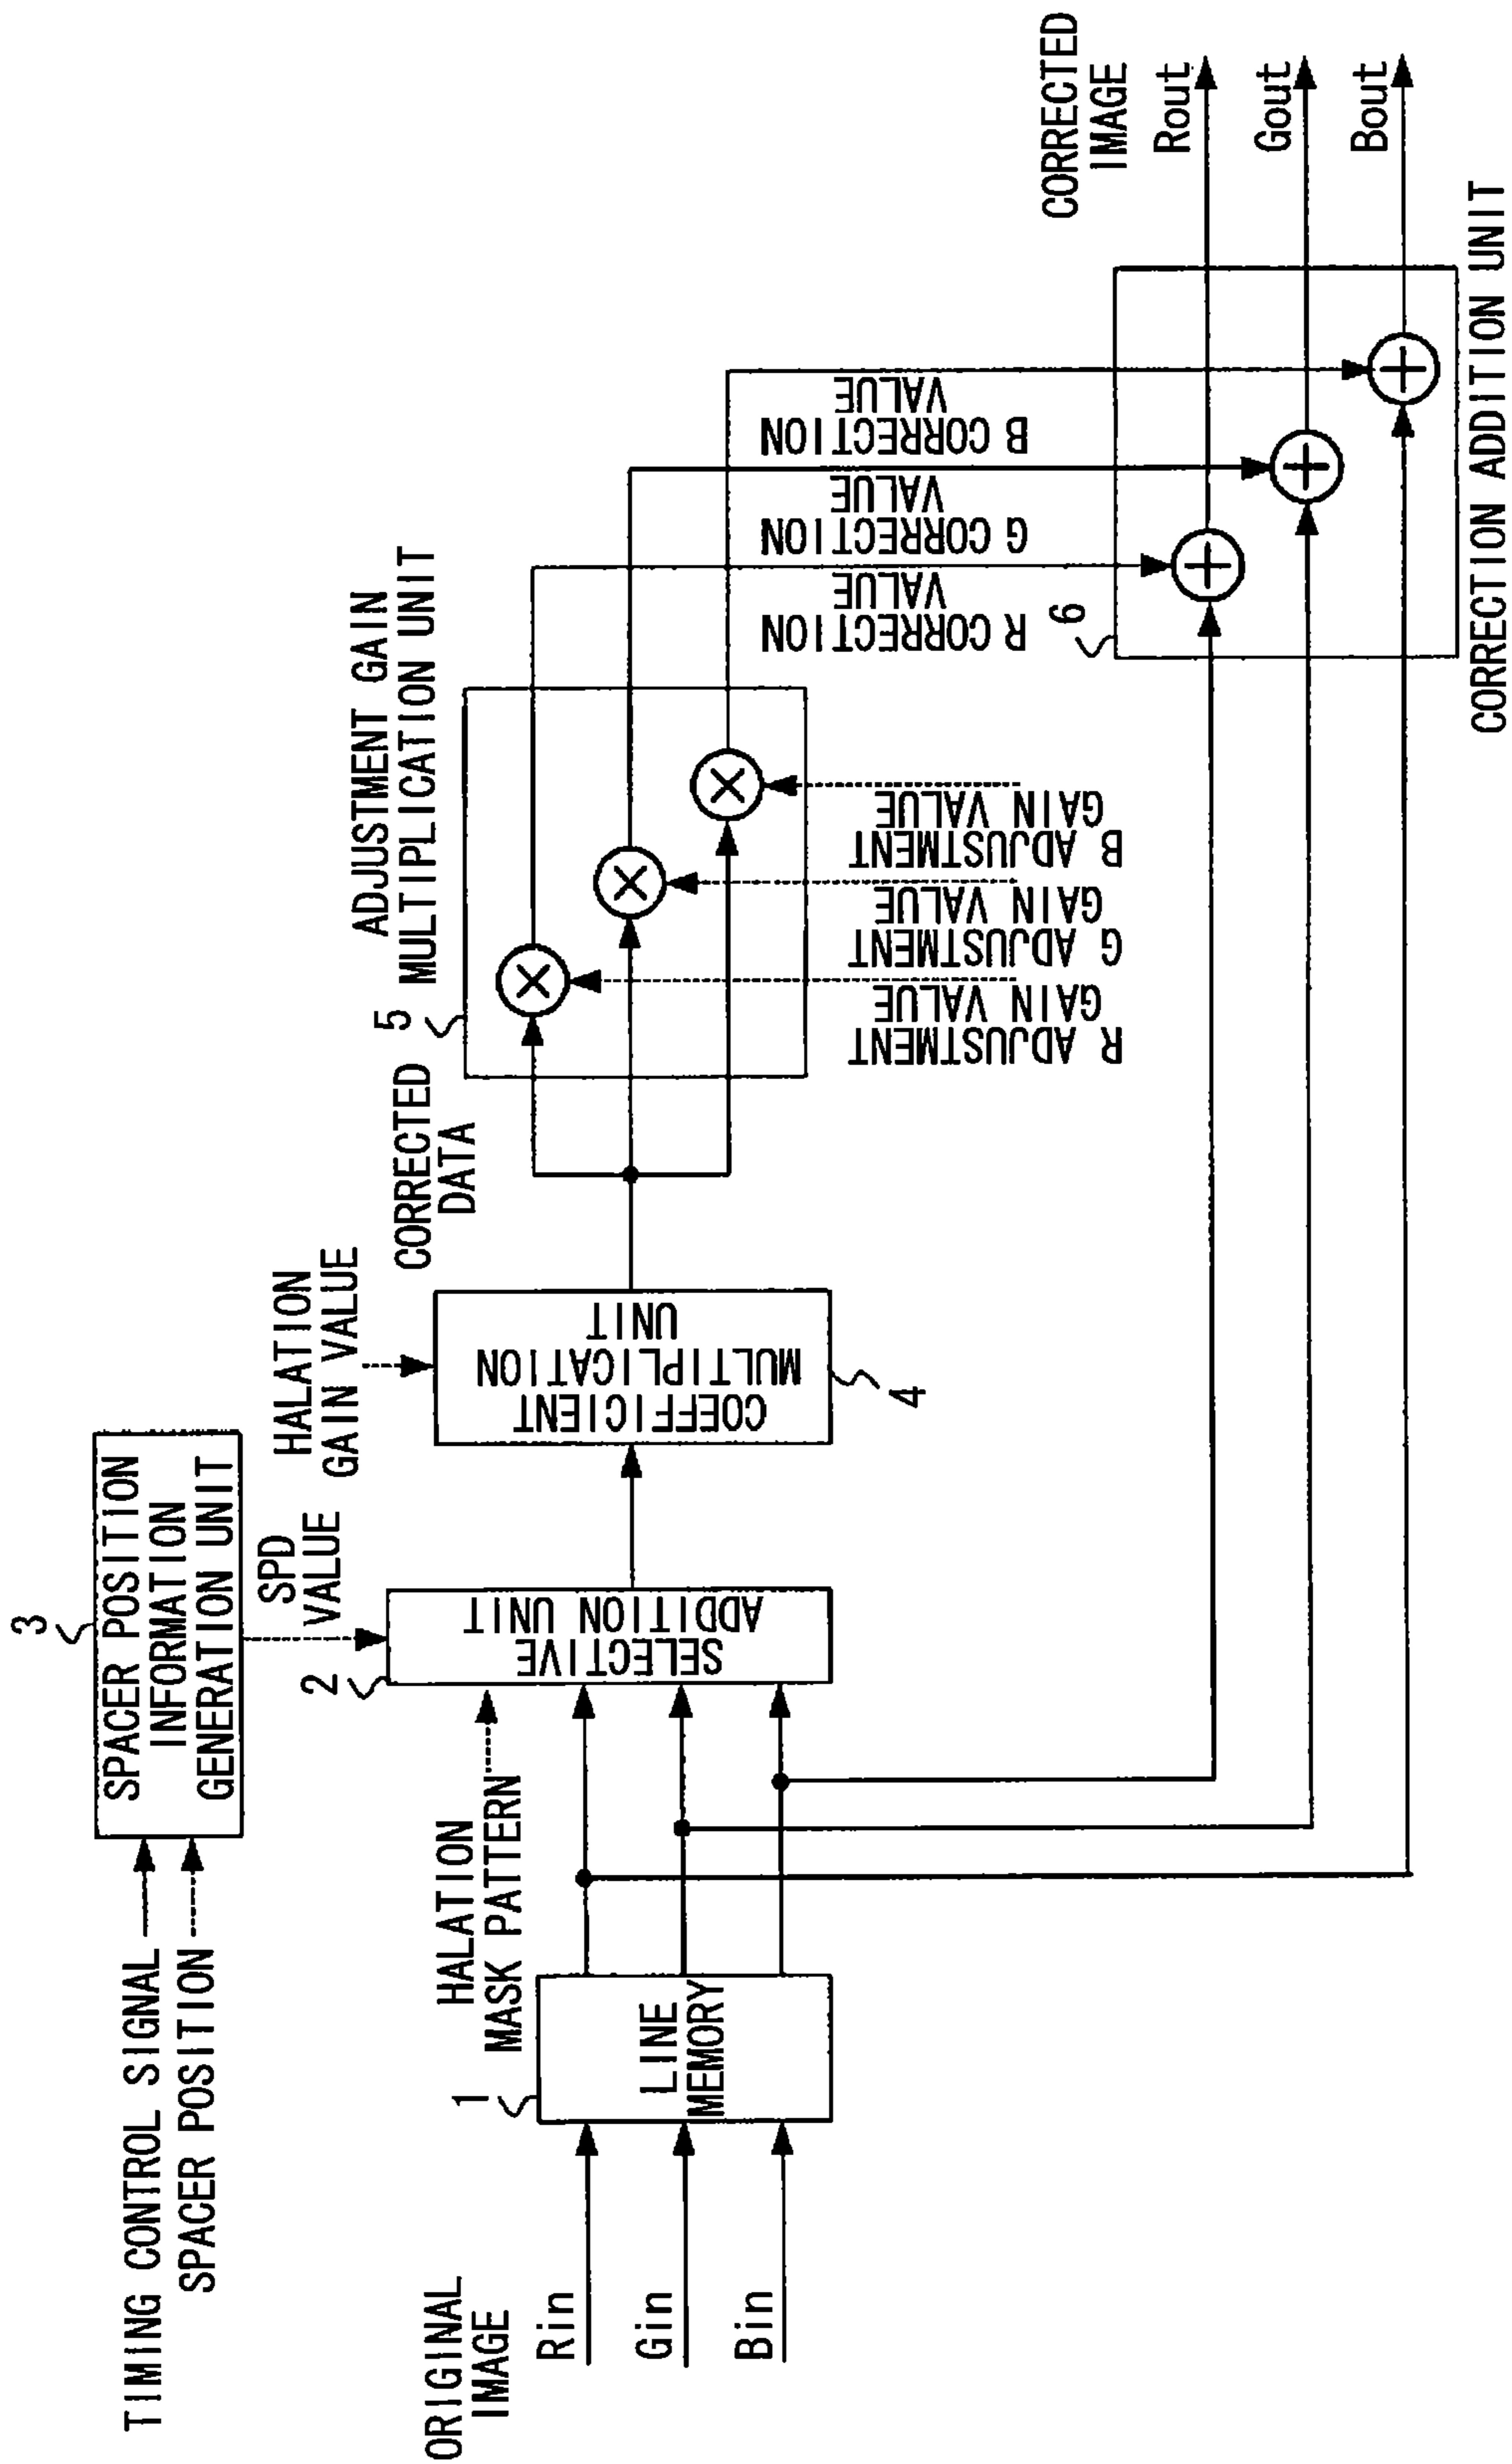 TIMING CONTROL SIGNAL
SPACER POSITION
3
SPACER POSITION
INFORMATION
GENERATION UNIT
SPD
VALUE
HALATION
GAIN VALUE
ORIGINAL
IMAGE
Rin
Gin
Bin
1
LINE
MEMORY
HALATION
MASK PATTERN
2
SELECTIVE
ADDITION UNIT
COEFFICIENT
MULTIPLICATION
UNIT
4
CORRECTED
DATA
5
ADJUSTMENT GAIN
MULTIPLICATION UNIT
R ADJUSTMENT
GAIN VALUE
G ADJUSTMENT
GAIN VALUE
B ADJUSTMENT
GAIN VALUE
R CORRECTION
VALUE
G CORRECTION
VALUE
B CORRECTION
VALUE
6
CORRECTION ADDITION UNIT
CORRECTED
IMAGE
Rout
Gout
Bout